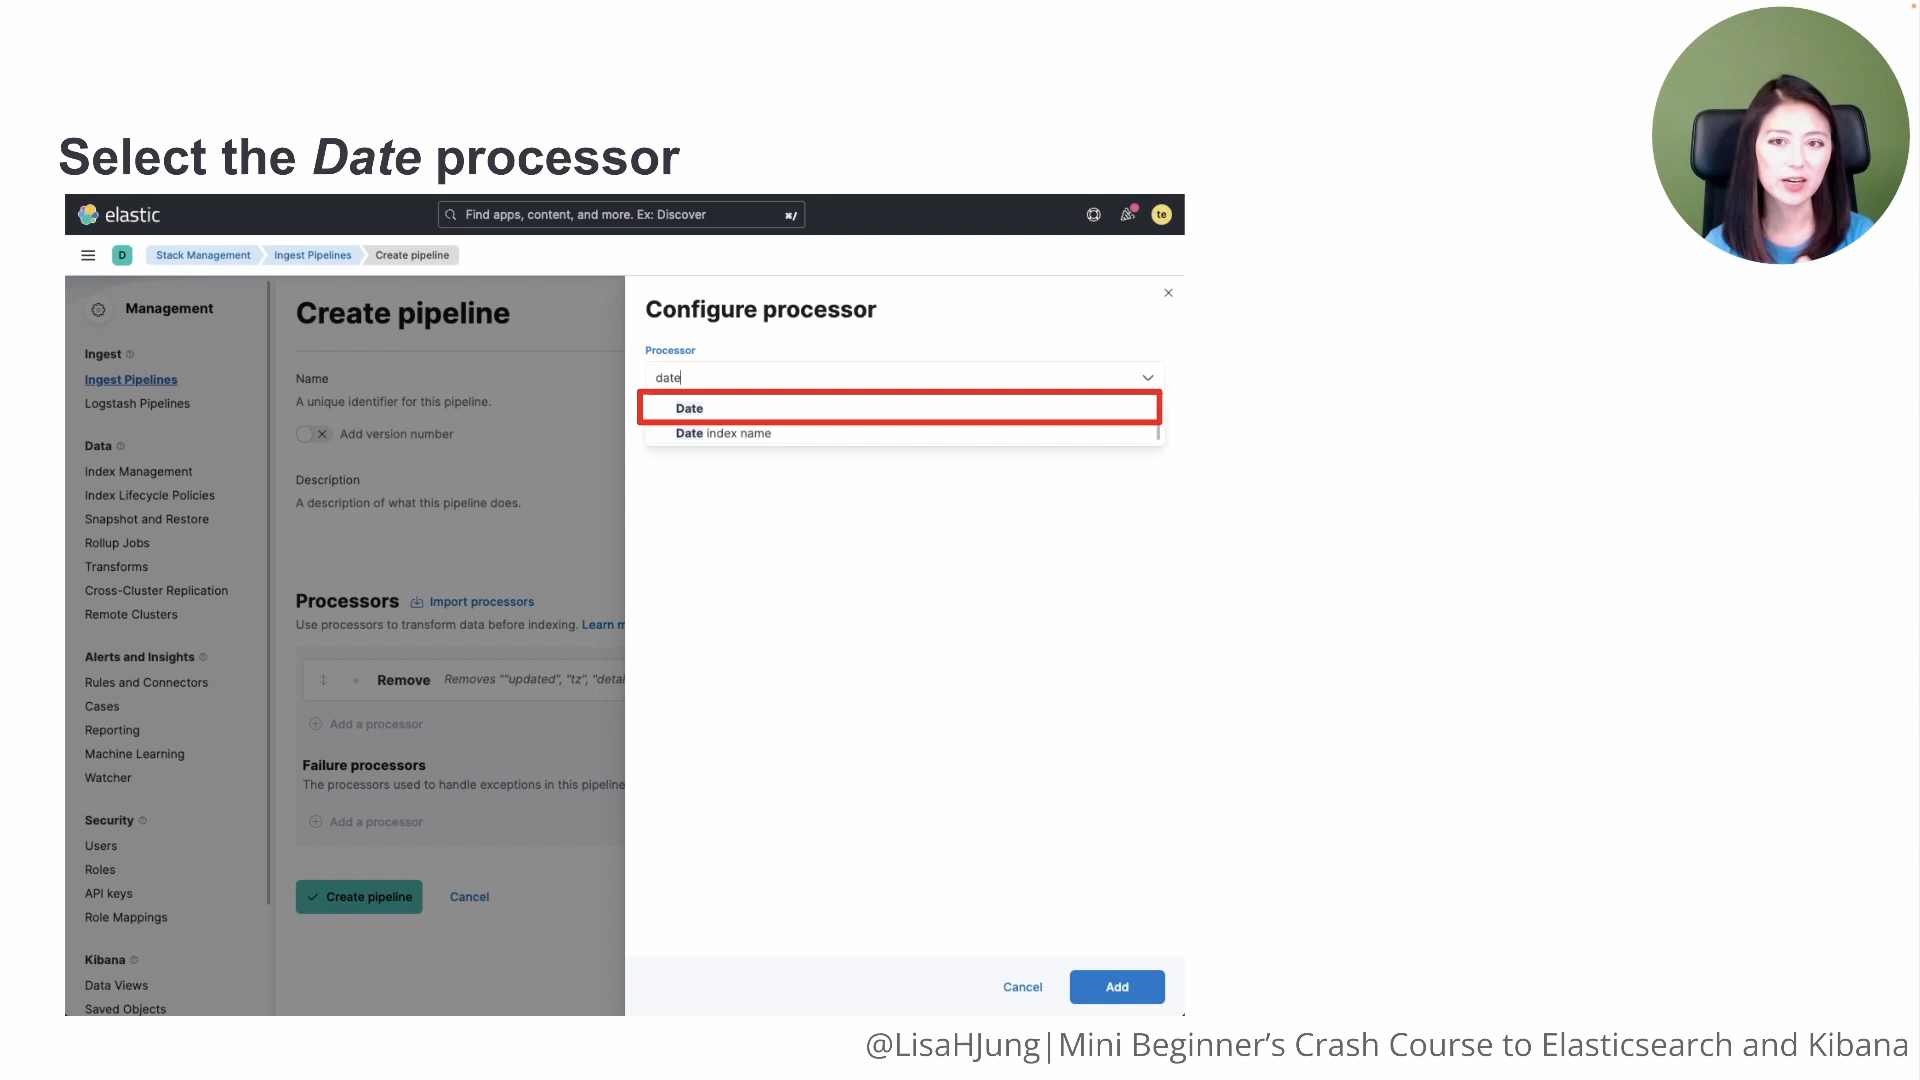 Select the Date processor
elastic
Find apps, content, and more. Ex: Discover
⌘/
te
D
Stack Management
Ingest Pipelines
Create pipeline
Management
Ingest
Ingest Pipelines
Logstash Pipelines
Data
Index Management
Index Lifecycle Policies
Snapshot and Restore
Rollup Jobs
Transforms
Cross-Cluster Replication
Remote Clusters
Alerts and Insights
Rules and Connectors
Cases
Reporting
Machine Learning
Watcher
Security
Users
Roles
API keys
Role Mappings
Kibana
Data Views
Saved Objects
Create pipeline
Name
A unique identifier for this pipeline.
Add version number
Description
A description of what this pipeline does.
Processors
Import processors
Use processors to transform data before indexing. Learn m
Remove
Removes ""updated", "tz", "detai
Add a processor
Failure processors
The processors used to handle exceptions in this pipeline
Add a processor
Create pipeline
Cancel
Configure processor
Processor
date
Date
Date index name
Cancel
Add
@LisaHJung|Mini Beginner’s Crash Course to Elasticsearch and Kibana